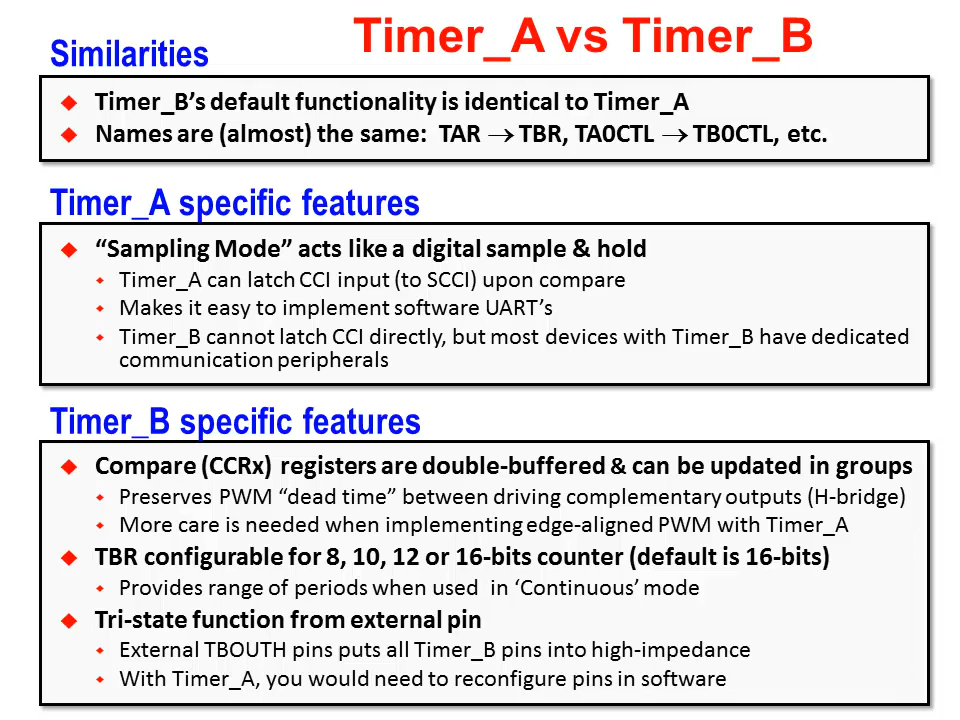 Timer_A vs Timer_B
Similarities
Timer_B’s default functionality is identical to Timer_A
Names are (almost) the same: TAR → TBR, TA0CTL → TB0CTL, etc.
Timer_A specific features
“Sampling Mode” acts like a digital sample & hold
Timer_A can latch CCI input (to SCCI) upon compare
Makes it easy to implement software UART’s
Timer_B cannot latch CCI directly, but most devices with Timer_B have dedicated
communication peripherals
Timer_B specific features
Compare (CCRx) registers are double-buffered & can be updated in groups
Preserves PWM “dead time” between driving complementary outputs (H-bridge)
More care is needed when implementing edge-aligned PWM with Timer_A
TBR configurable for 8, 10, 12 or 16-bits counter (default is 16-bits)
Provides range of periods when used in ‘Continuous’ mode
Tri-state function from external pin
External TBOUTH pins puts all Timer_B pins into high-impedance
With Timer_A, you would need to reconfigure pins in software